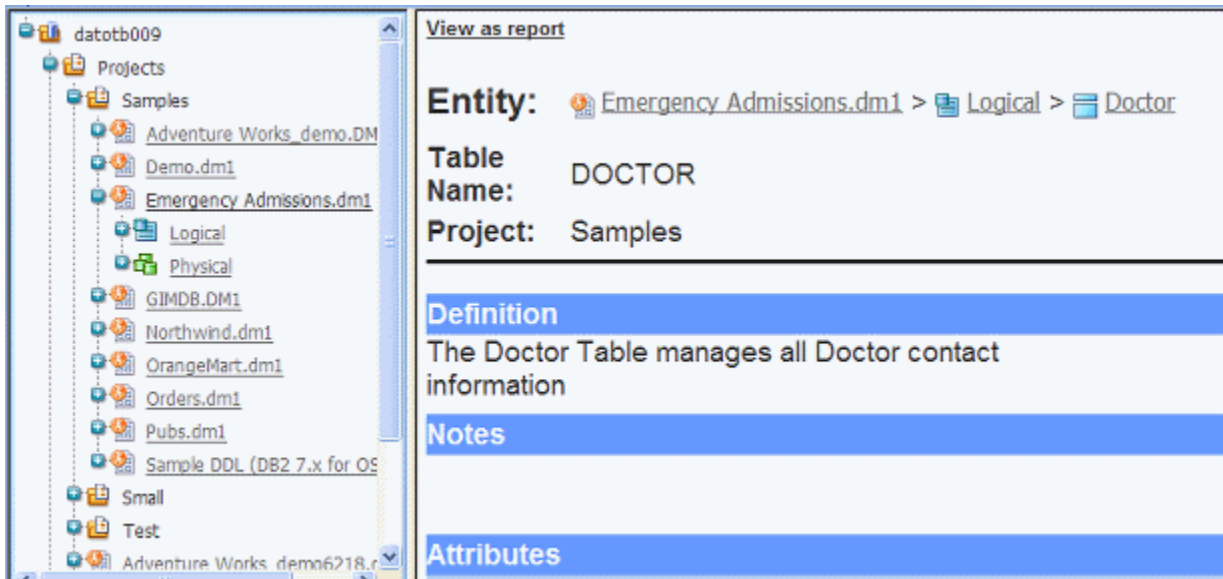 datotb009
Projects
Samples
Adventure Works_demo.DM
Demo.dm1
Emergency Admissions.dm1
Logical
Physical
GIMDB.DM1
Northwind.dm1
OrangeMart.dm1
Orders.dm1
Pubs.dm1
Sample DDL (DB2 7.x for OS
Small
Test
Adventure Works_demo6218.
View as report
Entity: Emergency Admissions.dm1 > Logical > Doctor
Table
Name: DOCTOR
Project: Samples
Definition
The Doctor Table manages all Doctor contact
information
Notes
Attributes